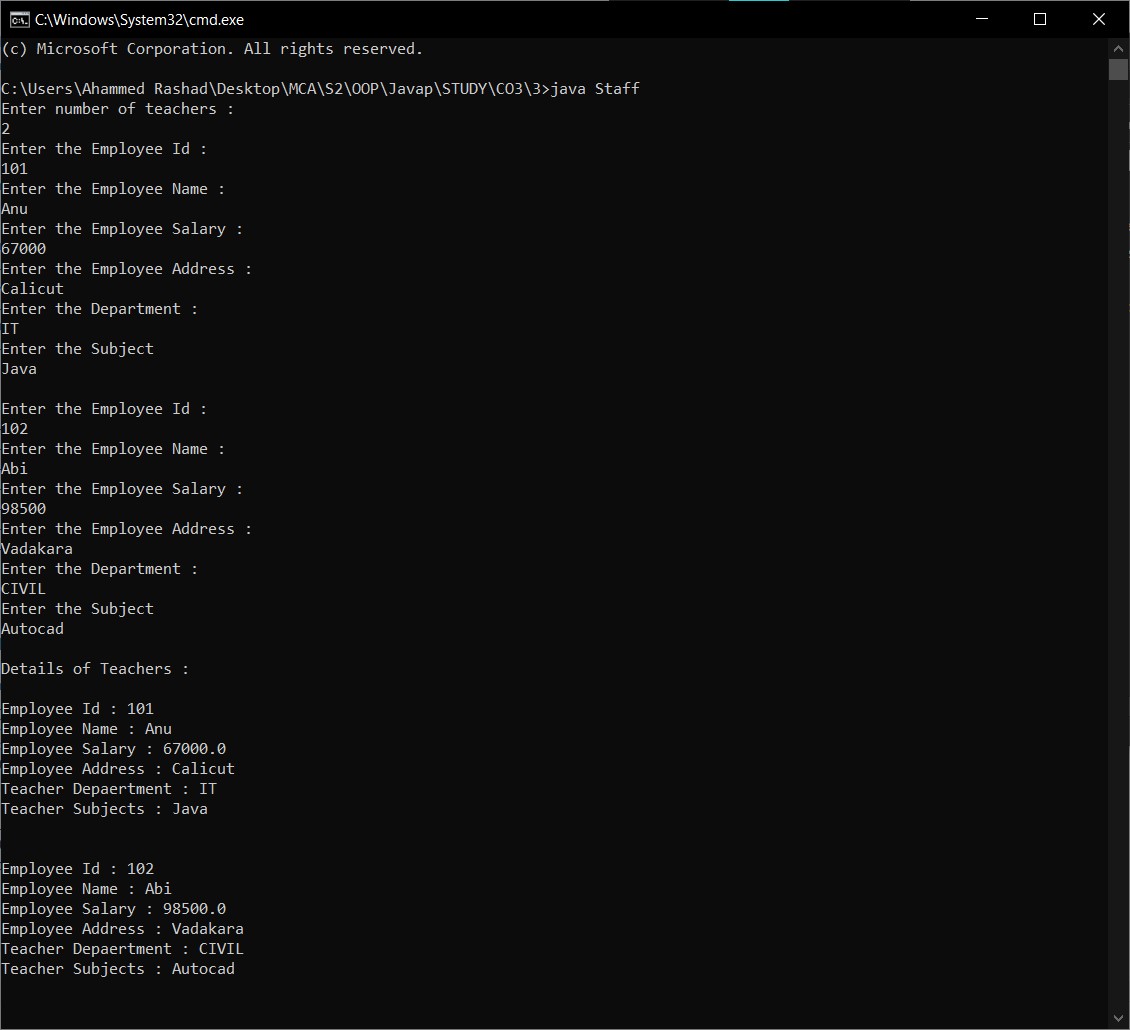 C:\Windows\System32\cmd.exe
(c) Microsoft Corporation. All rights reserved.
C:\Users\Ahammed Rashad\Desktop\MCA\S2\OOP\Javap\STUDY\CO3\3>java Staff
Enter number of teachers :
2
Enter the Employee Id :
101
Enter the Employee Name :
Anu
Enter the Employee Salary :
67000
Enter the Employee Address :
Calicut
Enter the Department :
IT
Enter the Subject
Java
Enter the Employee Id :
102
Enter the Employee Name :
Abi
Enter the Employee Salary :
98500
Enter the Employee Address :
Vadakara
Enter the Department :
CIVIL
Enter the Subject
Autocad
Details of Teachers :
Employee Id : 101
Employee Name : Anu
Employee Salary : 67000.0
Employee Address : Calicut
Teacher Depaertment : IT
Teacher Subjects : Java
Employee Id : 102
Employee Name : Abi
Employee Salary : 98500.0
Employee Address : Vadakara
Teacher Depaertment : CIVIL
Teacher Subjects : Autocad